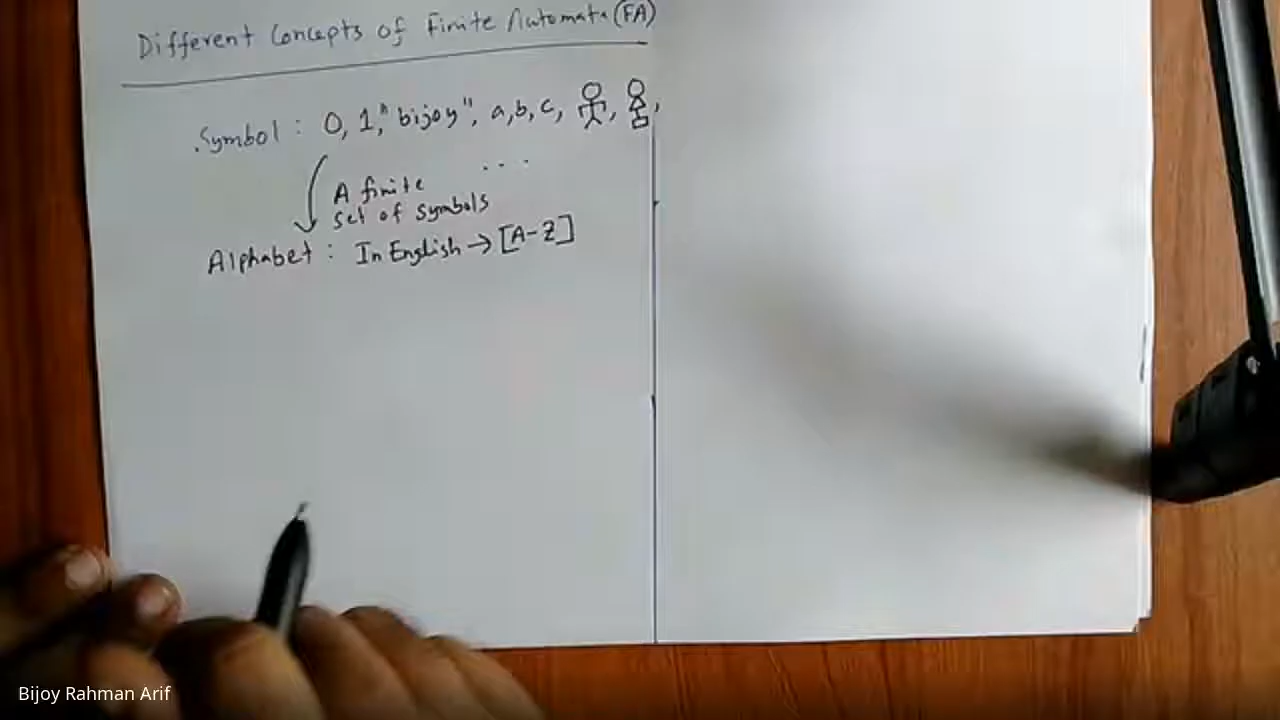 Different Concepts of Finite Automata (FA)
Symbol : 0, 1, "bijoy", a, b, c, , ,
...
A finite
set of symbols
Alphabet : In English → [A-Z]
Bijoy Rahman Arif